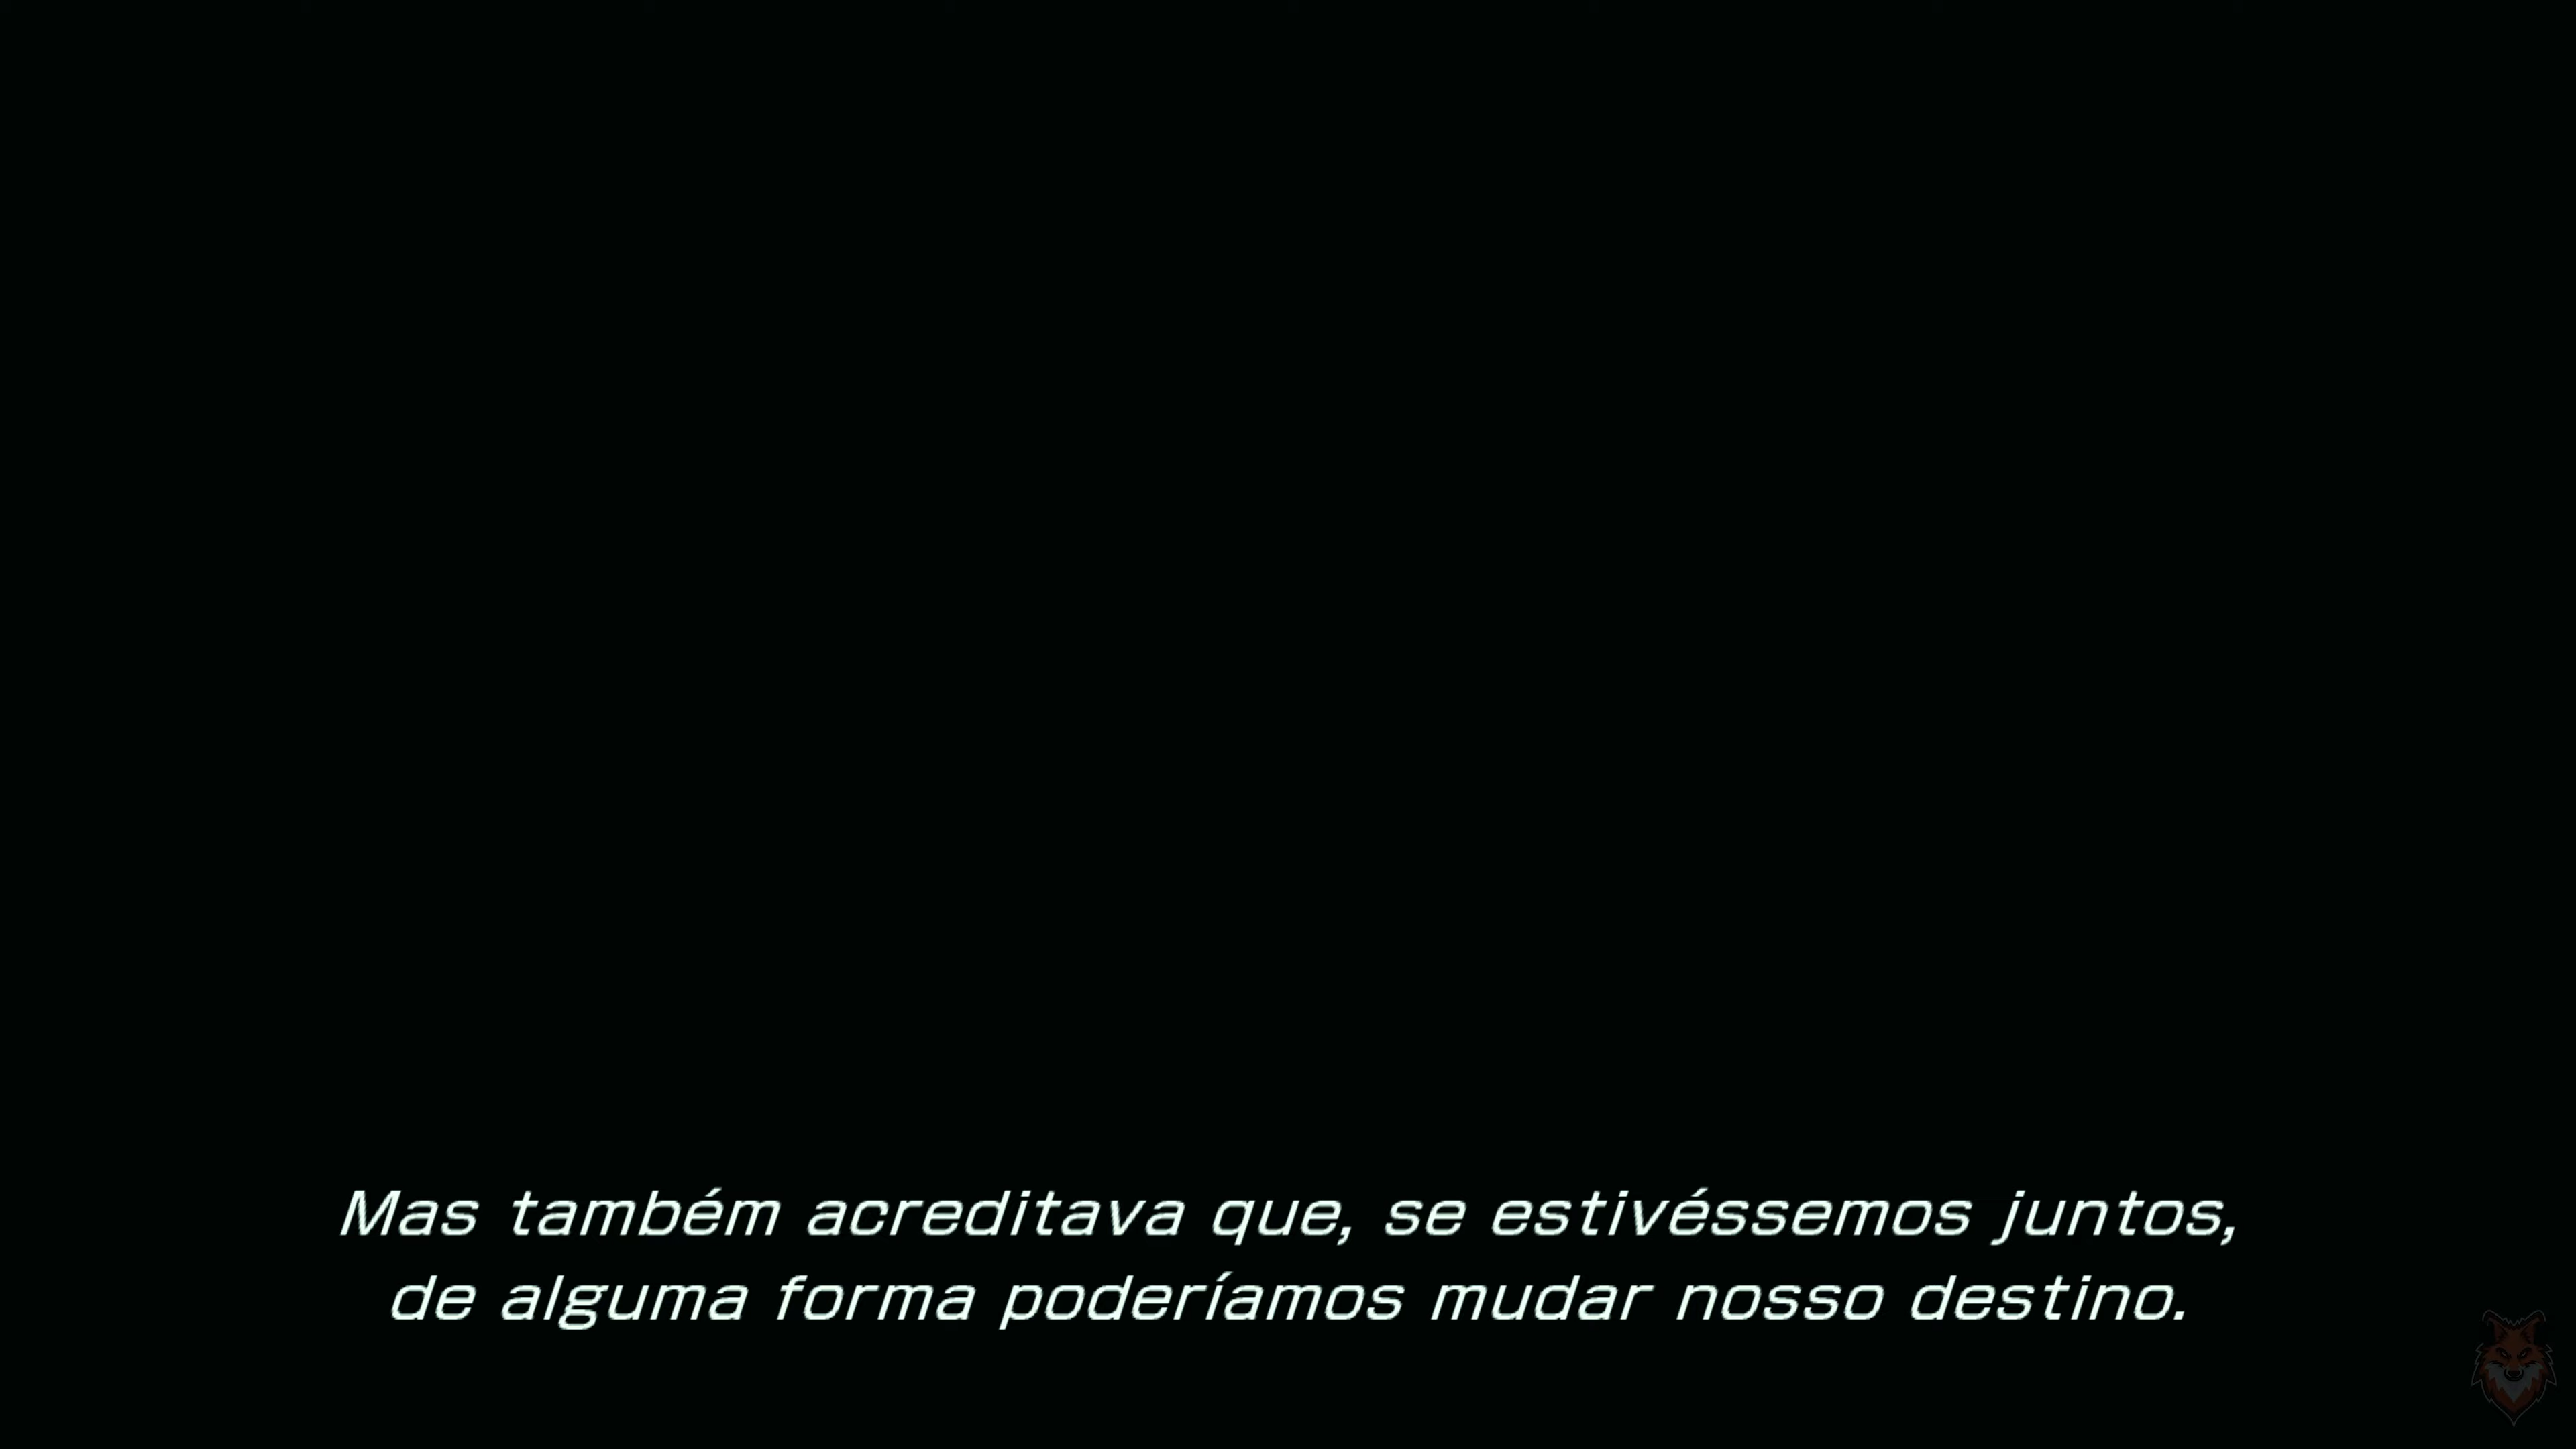 Mas também acreditava que, se estivéssemos juntos,
de alguma forma poderíamos mudar nosso destino.